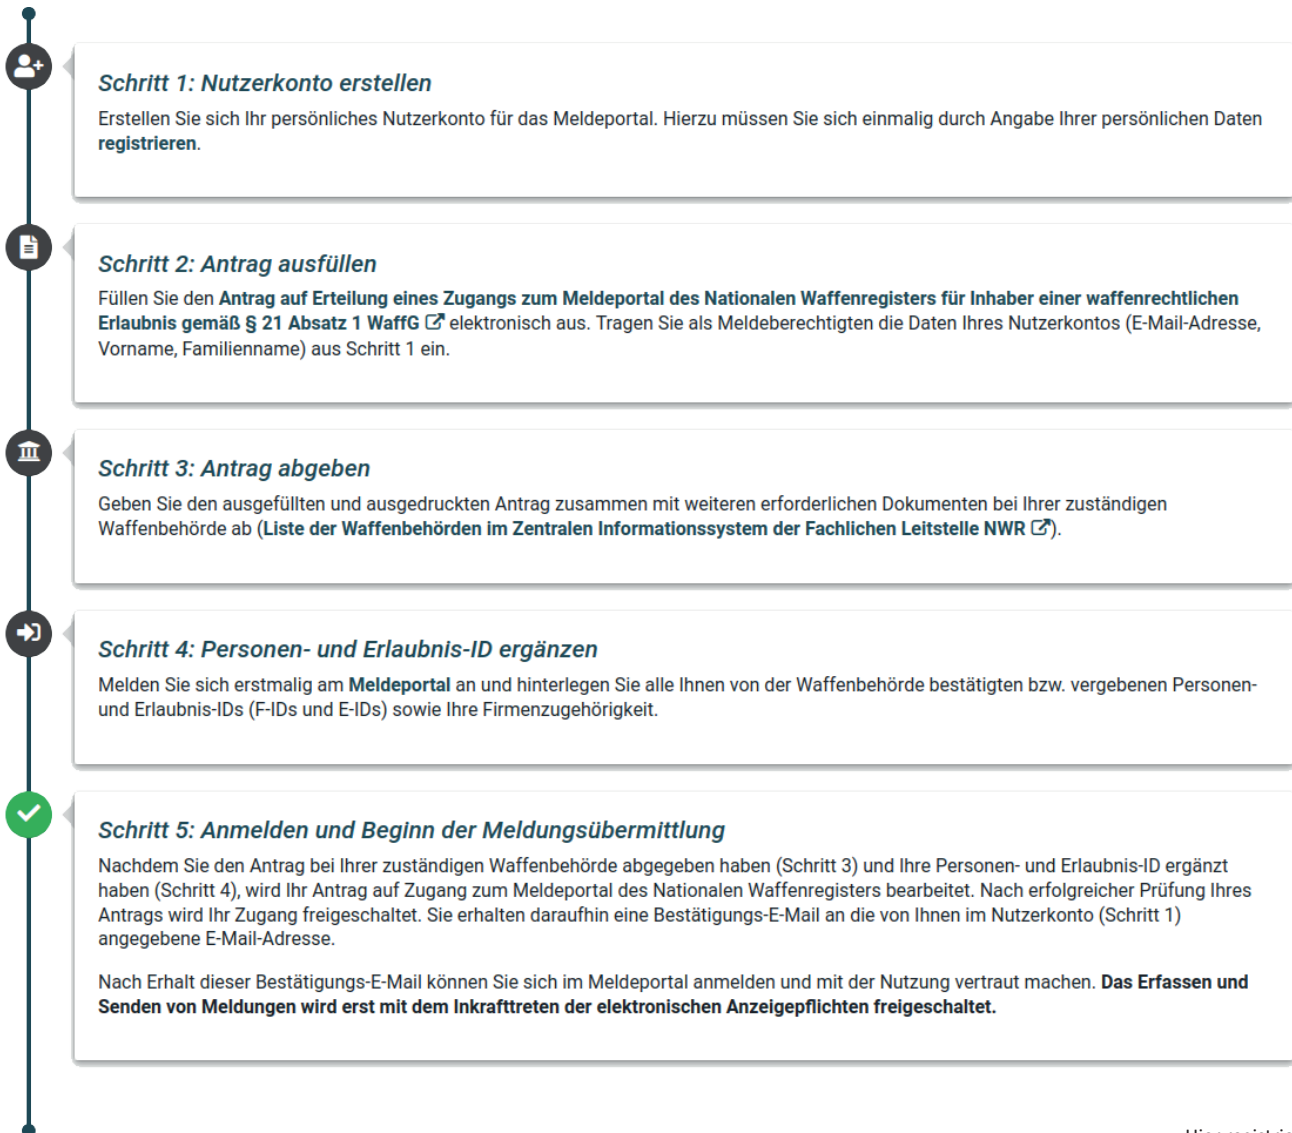 Schritt 1: Nutzerkonto erstellen
Erstellen Sie sich Ihr persönliches Nutzerkonto für das Meldeportal. Hierzu müssen Sie sich einmalig durch Angabe Ihrer persönlichen Daten
registrieren.
Schritt 2: Antrag ausfüllen
Füllen Sie den Antrag auf Erteilung eines Zugangs zum Meldeportal des Nationalen Waffenregisters für Inhaber einer waffenrechtlichen
Erlaubnis gemäß § 21 Absatz 1 WaffG elektronisch aus. Tragen Sie als Meldeberechtigten die Daten Ihres Nutzerkontos (E-Mail-Adresse,
Vorname, Familienname) aus Schritt 1 ein.
Schritt 3: Antrag abgeben
Geben Sie den ausgefüllten und ausgedruckten Antrag zusammen mit weiteren erforderlichen Dokumenten bei Ihrer zuständigen
Waffenbehörde ab (Liste der Waffenbehörden im Zentralen Informationssystem der Fachlichen Leitstelle NWR).
Schritt 4: Personen- und Erlaubnis-ID ergänzen
Melden Sie sich erstmalig am Meldeportal an und hinterlegen Sie alle Ihnen von der Waffenbehörde bestätigten bzw. vergebenen Personen-
und Erlaubnis-IDs (F-IDs und E-IDs) sowie Ihre Firmenzugehörigkeit.
Schritt 5: Anmelden und Beginn der Meldungsübermittlung
Nachdem Sie den Antrag bei Ihrer zuständigen Waffenbehörde abgegeben haben (Schritt 3) und Ihre Personen- und Erlaubnis-ID ergänzt
haben (Schritt 4), wird Ihr Antrag auf Zugang zum Meldeportal des Nationalen Waffenregisters bearbeitet. Nach erfolgreicher Prüfung Ihres
Antrags wird Ihr Zugang freigeschaltet. Sie erhalten daraufhin eine Bestätigungs-E-Mail an die von Ihnen im Nutzerkonto (Schritt 1)
angegebene E-Mail-Adresse.
Nach Erhalt dieser Bestätigungs-E-Mail können Sie sich im Meldeportal anmelden und mit der Nutzung vertraut machen. Das Erfassen und
Senden von Meldungen wird erst mit dem Inkrafttreten der elektronischen Anzeigepflichten freigeschaltet.